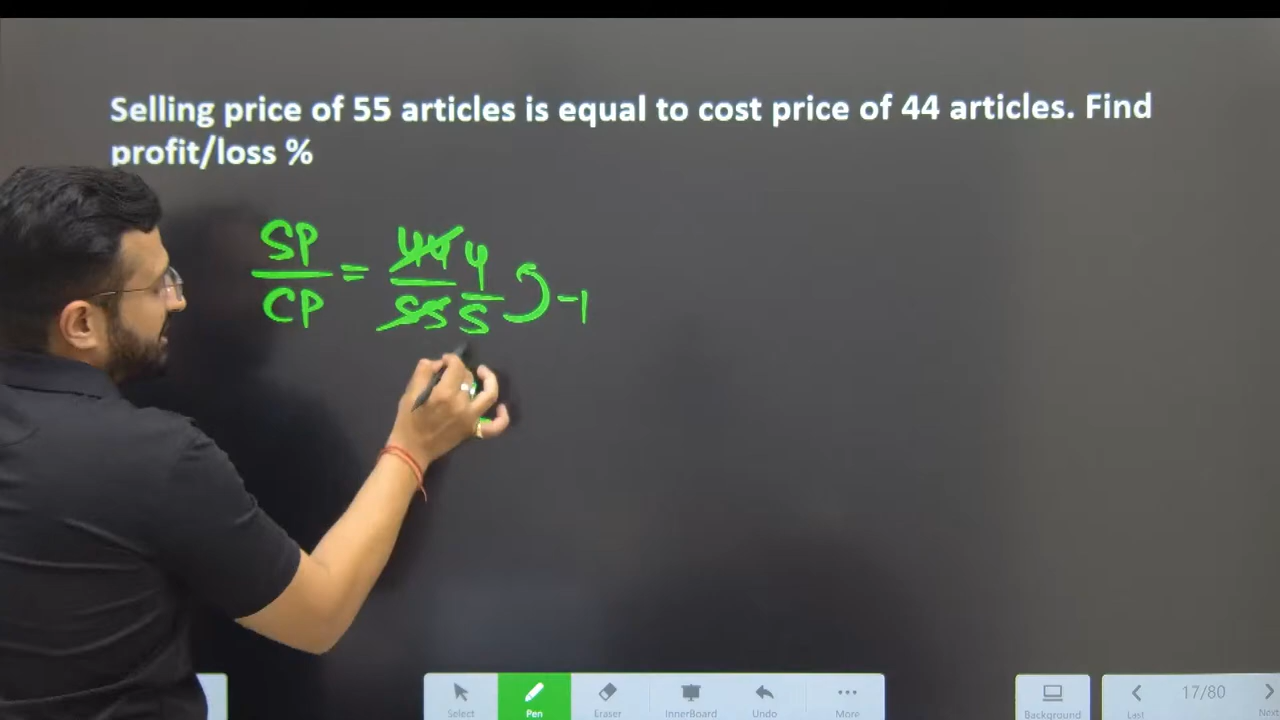 Selling price of 55 articles is equal to cost price of 44 articles. Find
profit/loss %
SP/CP = 44/55 4/5 -1
Select Pen Eraser InnerBoard Undo More Background Last 17/80 Next